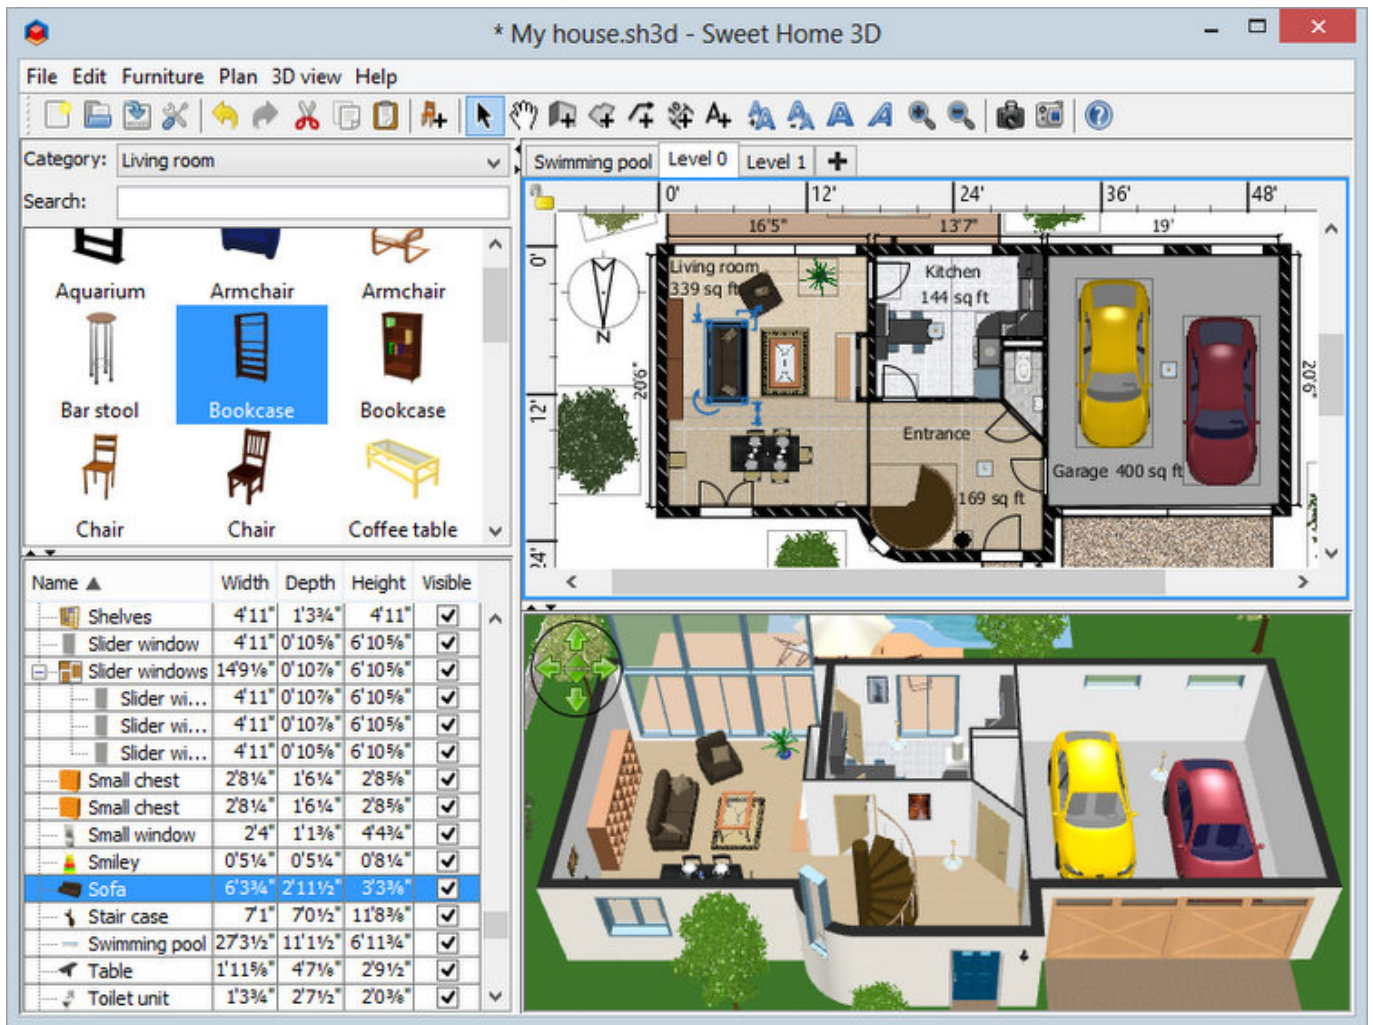 * My house.sh3d - Sweet Home 3D
File Edit Furniture Plan 3D view Help
Category: Living room
Search:
Aquarium Armchair Armchair
Bar stool Bookcase Bookcase
Chair Chair Coffee table
Name Width Depth Height Visible
Shelves 4'11" 1'3¾" 4'11"
Slider window 4'11" 0'10⅝" 6'10⅝"
Slider windows 14'9⅛" 0'10⅞" 6'10⅝"
Slider wi... 4'11" 0'10⅞" 6'10⅝"
Slider wi... 4'11" 0'10⅝" 6'10⅝"
Slider wi... 4'11" 0'10⅝" 6'10⅝"
Small chest 2'8¼" 1'6¼" 2'8⅝"
Small chest 2'8¼" 1'6¼" 2'8⅝"
Small window 2'4" 1'1⅜" 4'4¾"
Smiley 0'5¼" 0'5¼" 0'8¼"
Sofa 6'3¾" 2'11½" 3'3⅜"
Stair case 7'1" 7'0½" 11'8⅜"
Swimming pool 27'3½" 11'1½" 6'11¾"
Table 1'11⅝" 4'7⅛" 2'9½"
Toilet unit 1'3¾" 2'7½" 2'0⅜"
Swimming pool Level 0 Level 1
0' 12' 24' 36' 48'
0'
12'
24'
16'5" 13'7" 19'
Living room
339 sq ft
Kitchen
144 sq ft
N
20'6"
20'6"
Entrance
169 sq ft
Garage 400 sq ft